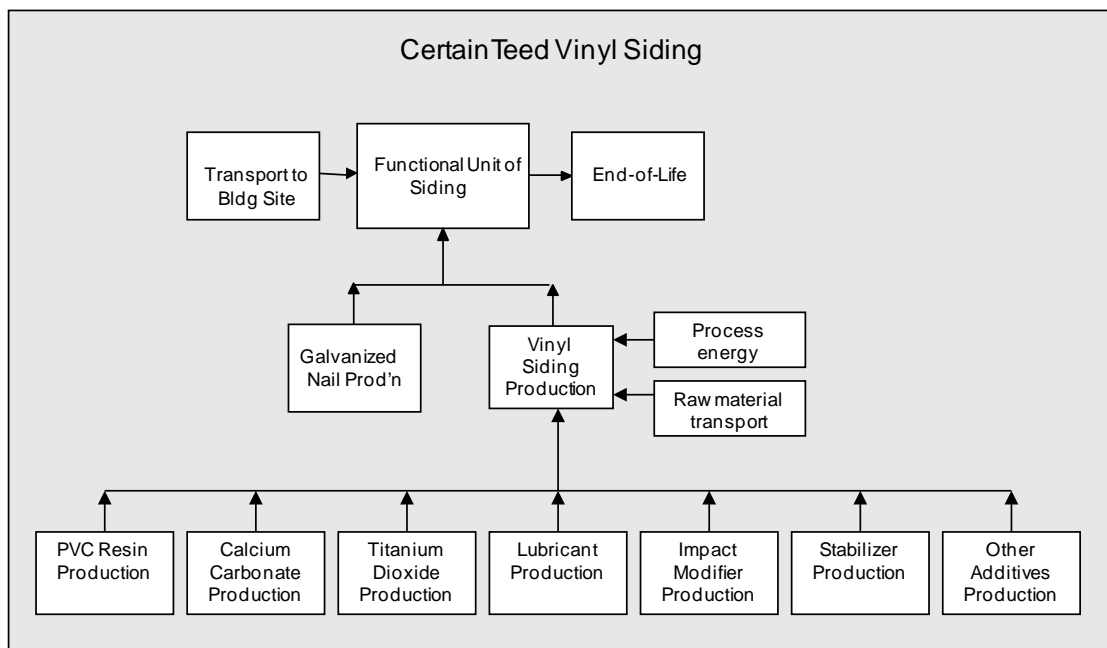 CertainTeed Vinyl Siding
Transport to
Bldg Site
Functional Unit of
Siding
End-of-Life
Galvanized
Nail Prod'n
Vinyl
Siding
Production
Process
energy
Raw material
transport
PVC Resin
Production
Calcium
Carbonate
Production
Titanium
Dioxide
Production
Lubricant
Production
Impact
Modifier
Production
Stabilizer
Production
Other
Additives
Production